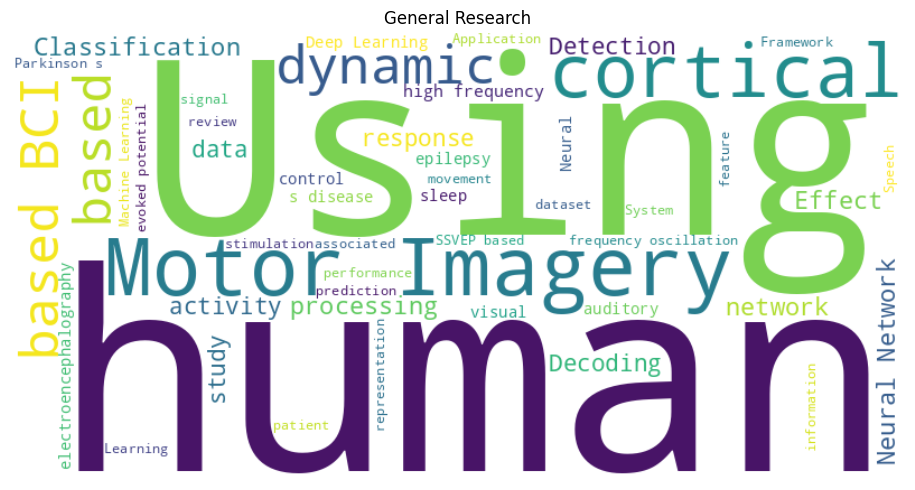 General Research
Classification
Deep Learning
Application
Detection
Framework
Parkinson s
dynamic
cortical
based BCI
based
Using
signal
high frequency
review
Machine Learning
evoked potential
data
response
Neural
feature
Speech
epilepsy
control
movement
s disease
sleep
dataset
System
Effect
stimulation
associated
SSVEP based
frequency oscillation
Motor Imagery
performance
prediction
activity
processing
visual
auditory
network
electroencephalography
human
study
representation
Decoding
information
Neural Network
patient
Learning